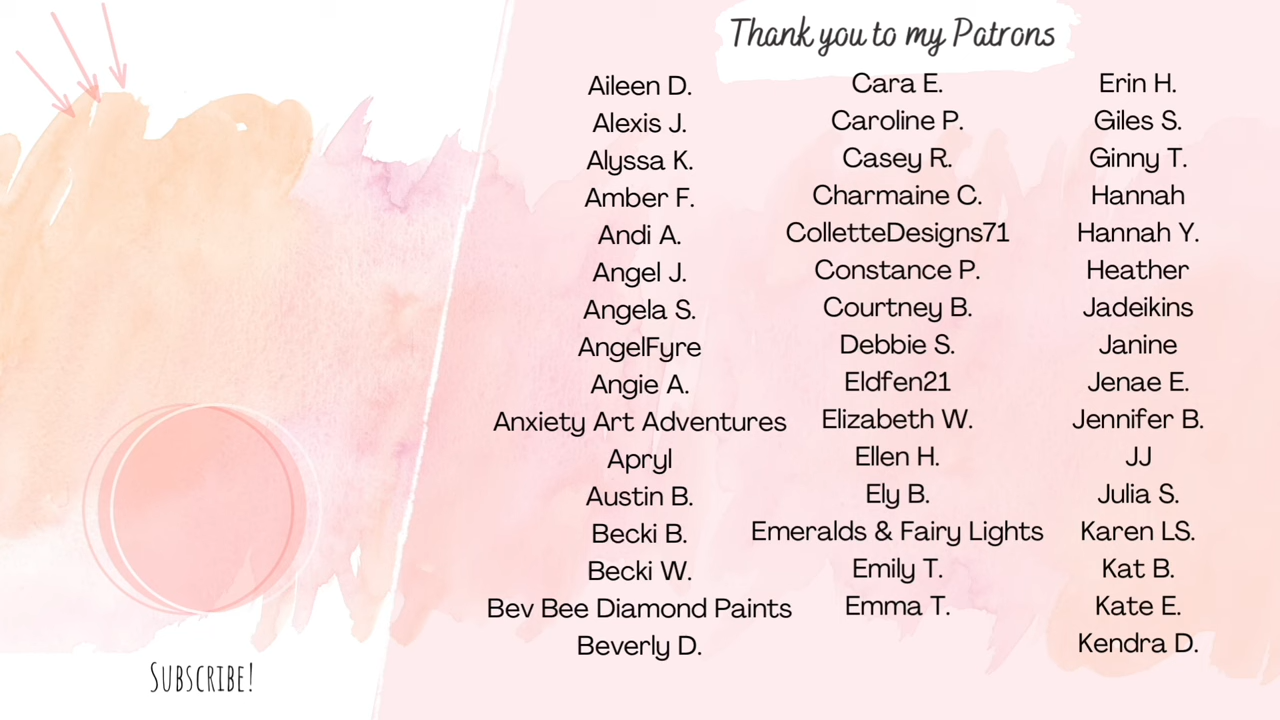 Thank you to my Patrons
Aileen D.
Alexis J.
Alyssa K.
Amber F.
Andi A.
Angel J.
Angela S.
AngelFyre
Angie A.
Anxiety Art Adventures
Apryl
Austin B.
Becki B.
Becki W.
Bev Bee Diamond Paints
Beverly D.
Cara E.
Caroline P.
Casey R.
Charmaine C.
ColletteDesigns71
Constance P.
Courtney B.
Debbie S.
Eldfen21
Elizabeth W.
Ellen H.
Ely B.
Emeralds & Fairy Lights
Emily T.
Emma T.
Erin H.
Giles S.
Ginny T.
Hannah
Hannah Y.
Heather
Jadeikins
Janine
Jenae E.
Jennifer B.
JJ
Julia S.
Karen LS.
Kat B.
Kate E.
Kendra D.
Subscribe!